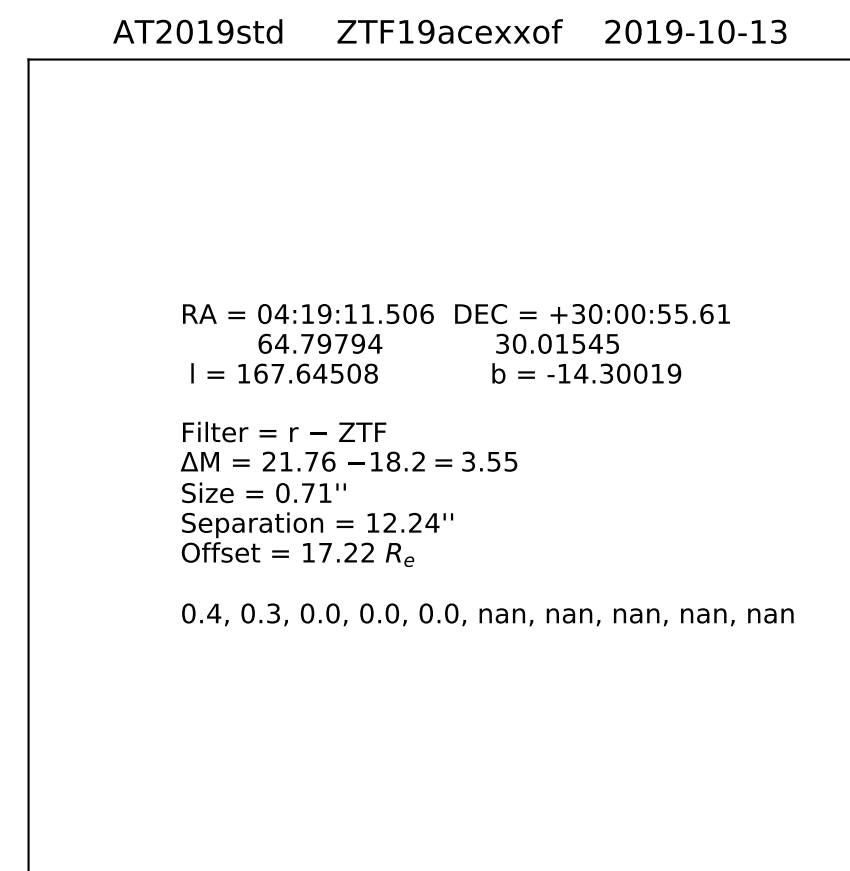 AT2019std ZTF19acexxof 2019-10-13
RA = 04:19:11.506 DEC = +30:00:55.61
64.79794 30.01545
l = 167.64508 b = -14.30019
Filter = r − ZTF
ΔM = 21.76 −18.2 = 3.55
Size = 0.71''
Separation = 12.24''
Offset = 17.22 Rₑ
0.4, 0.3, 0.0, 0.0, 0.0, nan, nan, nan, nan, nan